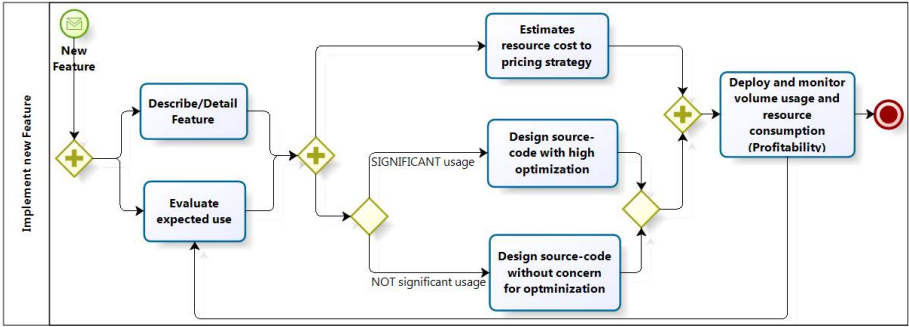 Implement new Feature
New
Feature
Describe/Detail
Feature
Evaluate
expected use
Estimates
resource cost to
pricing strategy
SIGNIFICANT usage
Design source-
code with high
optimization
NOT significant usage
Design source-code
without concern
for optminization
Deploy and monitor
volume usage and
resource
consumption
(Profitability)